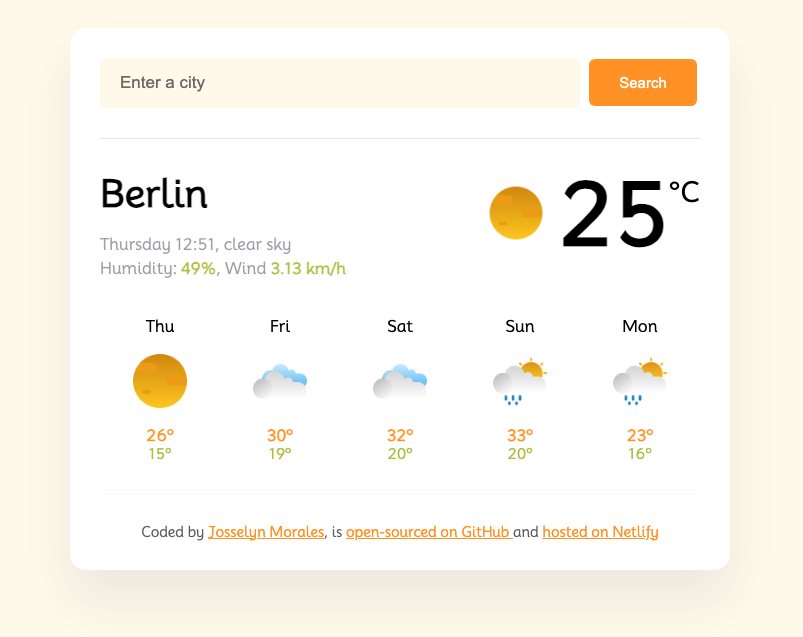 Enter a city
Search
Berlin
25°C
Thursday 12:51, clear sky
Humidity: 49%, Wind 3.13 km/h
Thu Fri Sat Sun Mon
26° 30° 32° 33° 23°
15° 19° 20° 20° 16°
Coded by Josselyn Morales, is open-sourced on GitHub and hosted on Netlify